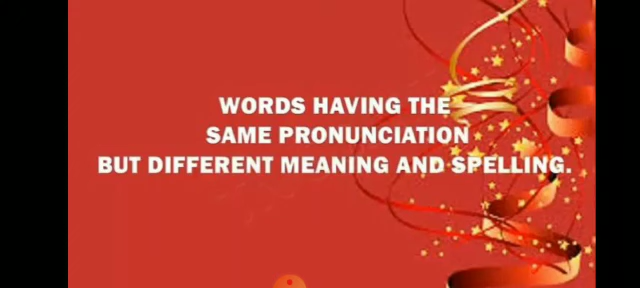 WORDS HAVING THE
SAME PRONUNCIATION
BUT DIFFERENT MEANING AND SPELLING.